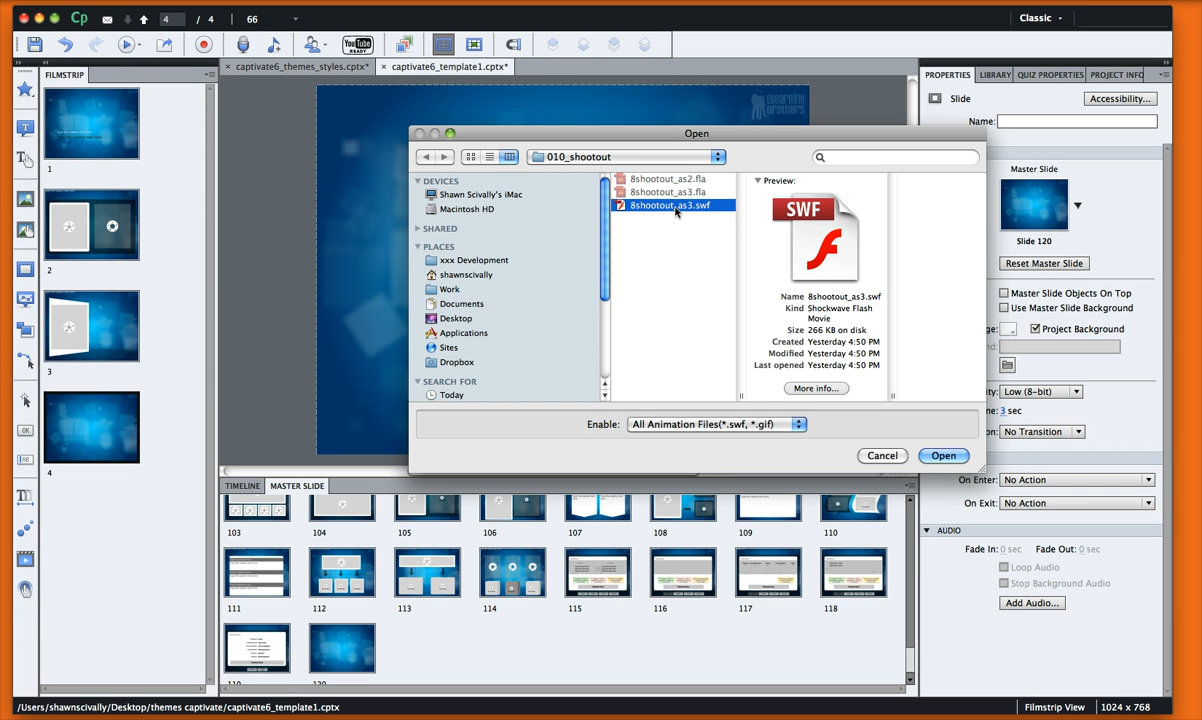 Cp 4 / 4 66 Classic
YouTube READY
FILMSTRIP
× captivate6_themes_styles.cptx* × captivate6_template1.cptx*
PROPERTIES LIBRARY QUIZ PROPERTIES PROJECT INFO
Slide Accessibility...
Name:
Master Slide
Slide 120
Reset Master Slide
Master Slide Objects On Top
Use Master Slide Background
Project Background
Low (8-bit)
3 sec
No Transition
On Enter: No Action
On Exit: No Action
AUDIO
Fade In: 0 sec Fade Out: 0 sec
Loop Audio
Stop Background Audio
Add Audio...
1
2
3
4
elearning brothers
Open
010_shootout
DEVICES
Shawn Scivally's iMac
Macintosh HD
SHARED
PLACES
xxx Development
shawnscivally
Work
Documents
Desktop
Applications
Sites
Dropbox
SEARCH FOR
Today
8shootout_as2.fla
8shootout_as3.fla
8shootout_as3.swf
Preview:
SWF
Name 8shootout_as3.swf
Kind Shockwave Flash
Movie
Size 266 KB on disk
Created Yesterday 4:50 PM
Modified Yesterday 4:50 PM
Last opened Yesterday 4:50 PM
More info...
Enable: All Animation Files(*.swf, *.gif)
Cancel Open
TIMELINE MASTER SLIDE
103 104 105 106 107 108 109 110
111 112 113 114 115 116 117 118
119 120
/Users/shawnscivally/Desktop/themes captivate/captivate6_template1.cptx Filmstrip View 1024 x 768